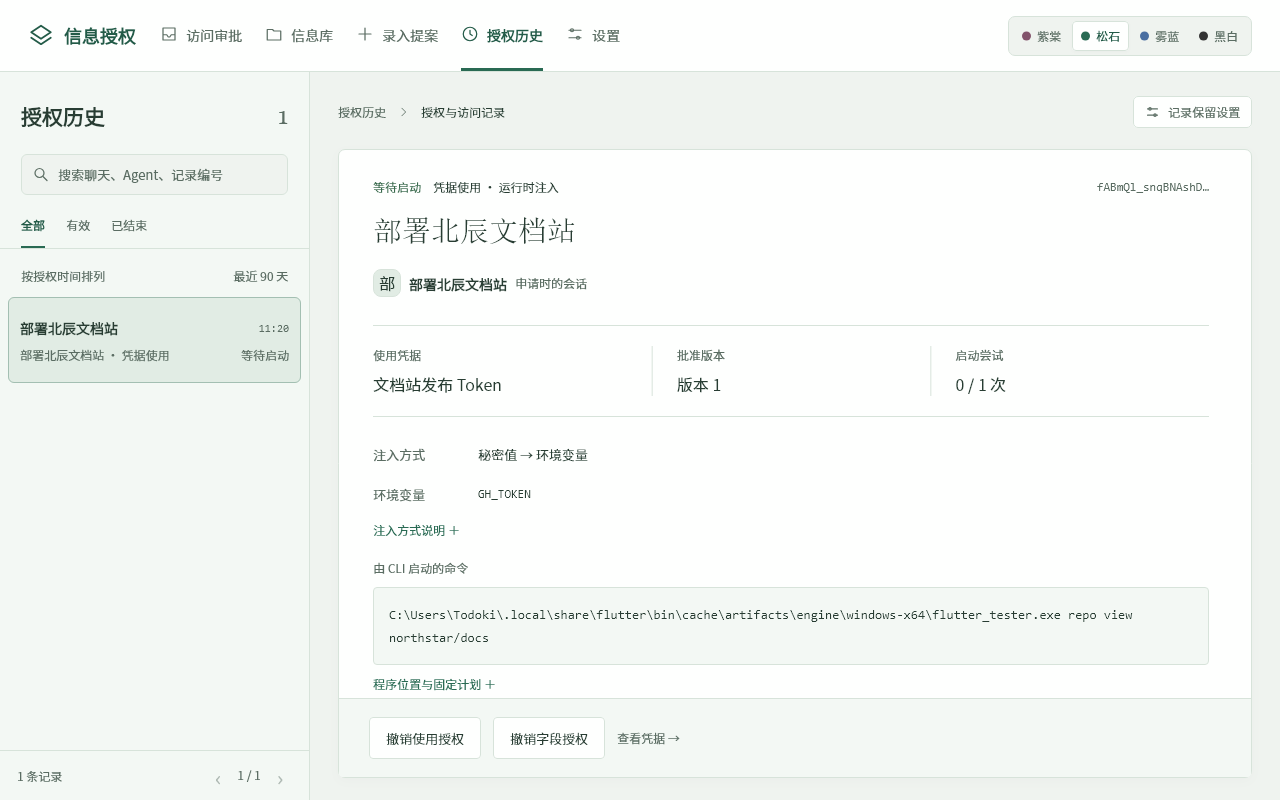 信息授权
访问审批
信息库
录入提案
授权历史
设置
紫棠
松石
雾蓝
黑白
授权历史
1
搜索聊天、Agent、记录编号
全部
有效
已结束
按授权时间排列
最近 90 天
部署北辰文档站
11:20
部署北辰文档站 · 凭据使用
等待启动
1 条记录
1 / 1
授权历史
授权与访问记录
记录保留设置
等待启动
凭据使用 · 运行时注入
fABmQl_snqBNAshD…
部署北辰文档站
部
部署北辰文档站
申请时的会话
使用凭据
文档站发布 Token
批准版本
版本 1
启动尝试
0 / 1 次
注入方式
秘密值 → 环境变量
环境变量
GH_TOKEN
注入方式说明 +
由 CLI 启动的命令
C:\Users\Todoki\.local\share\flutter\bin\cache\artifacts\engine\windows-x64\flutter_tester.exe repo view
northstar/docs
程序位置与固定计划 +
撤销使用授权
撤销字段授权
查看凭据 →